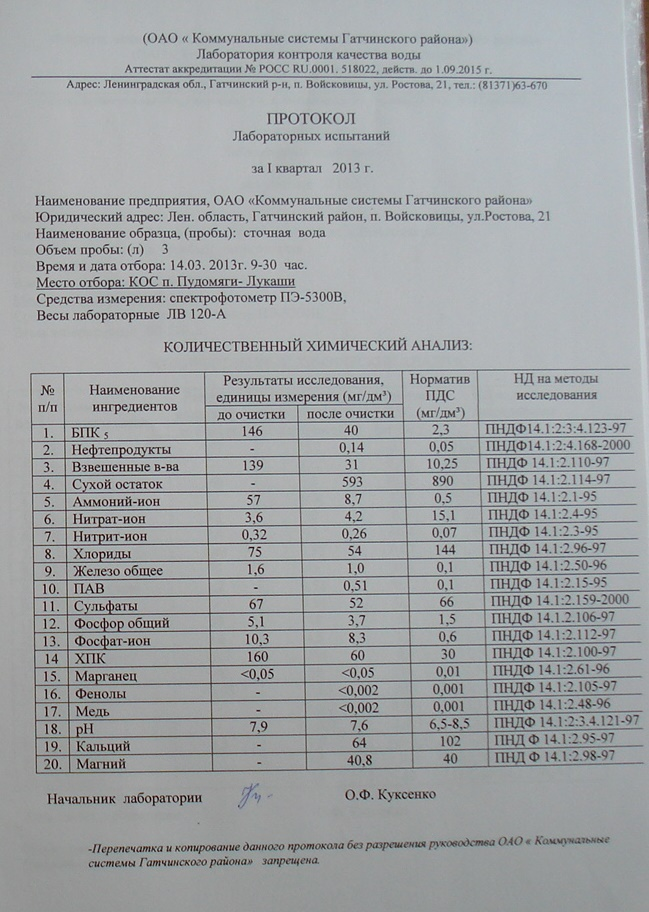 (ОАО « Коммунальные системы Гатчинского района»)
Лаборатория контроля качества воды
Аттестат аккредитации № РОСС RU.0001. 518022, действ. до 1.09.2015 г.
Адрес: Ленинградская обл., Гатчинский р-н, п. Войсковицы, ул. Ростова, 21, тел.: (81371)63-670
ПРОТОКОЛ
Лабораторных испытаний
за I квартал 2013 г.
Наименование предприятия, ОАО «Коммунальные системы Гатчинского района»
Юридический адрес: Лен. область, Гатчинский район, п. Войсковицы, ул.Ростова, 21
Наименование образца, (пробы): сточная вода
Объем пробы: (л) 3
Время и дата отбора: 14.03. 2013г. 9-30 час.
Место отбора: КОС п. Пудомяги- Лукаши
Средства измерения: спектрофотометр ПЭ-5300В,
Весы лабораторные ЛВ 120-А
КОЛИЧЕСТВЕННЫЙ ХИМИЧЕСКИЙ АНАЛИЗ:
№ п/п Наименование ингредиентов Результаты исследования, единицы измерения (мг/дм³) до очистки после очистки Норматив ПДС (мг/дм³) НД на методы исследования
1. БПК 5 146 40 2,3 ПНДФ14.1:2:3:4.123-97
2. Нефтепродукты - 0,14 0,05 ПНДФ14.1:2:4.168-2000
3. Взвешенные в-ва 139 31 10,25 ПНДФ 14.1:2.110-97
4. Сухой остаток - 593 890 ПНДФ 14.1:2.114-97
5. Аммоний-ион 57 8,7 0,5 ПНДФ 14.1:2.1-95
6. Нитрат-ион 3,6 4,2 15,1 ПНДФ 14.1:2.4-95
7. Нитрит-ион 0,32 0,26 0,07 ПНДФ 14.1:2.3-95
8. Хлориды 75 54 144 ПНДФ 14.1:2.96-97
9. Железо общее 1,6 1,0 0,1 ПНДФ 14.1:2.50-96
10. ПАВ - 0,51 0,1 ПНДФ 14.1:2.15-95
11. Сульфаты 67 52 66 ПНДФ 14.1:2.159-2000
12. Фосфор общий 5,1 3,7 1,5 ПНДФ 14.1.2.106-97
13. Фосфат-ион 10,3 8,3 0,6 ПНДФ 14.1:2.112-97
14 ХПК 160 60 30 ПНДФ 14.1:2.100-97
15. Марганец <0,05 <0,05 0,01 ПНДФ 14.1:2.61-96
16. Фенолы - <0,002 0,001 ПНДФ 14.1:2.105-97
17. Медь - <0,002 0,001 ПНДФ 14.1:2.48-96
18. pH 7,9 7,6 6,5-8,5 ПНДФ 14.1:2:3.4.121-97
19. Кальций - 64 102 ПНД Ф 14.1:2.95-97
20. Магний - 40,8 40 ПНД Ф 14.1:2.98-97
Начальник лаборатории О.Ф. Куксенко
-Перепечатка и копирование данного протокола без разрешения руководства ОАО « Коммунальные
системы Гатчинского района» запрещена.